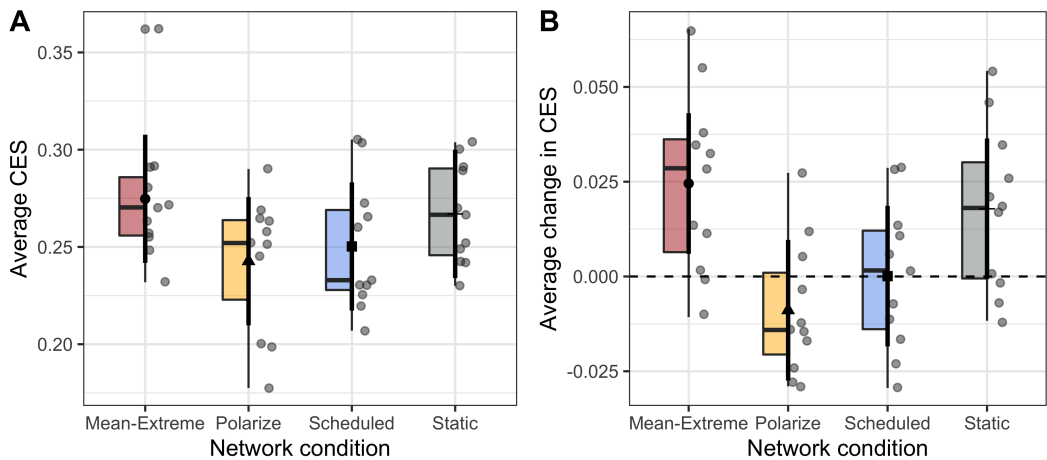 A
Average CES
0.35
0.30
0.25
0.20
Mean-Extreme Polarize Scheduled Static
Network condition
B
Average change in CES
0.050
0.025
0.000
-0.025
Mean-Extreme Polarize Scheduled Static
Network condition